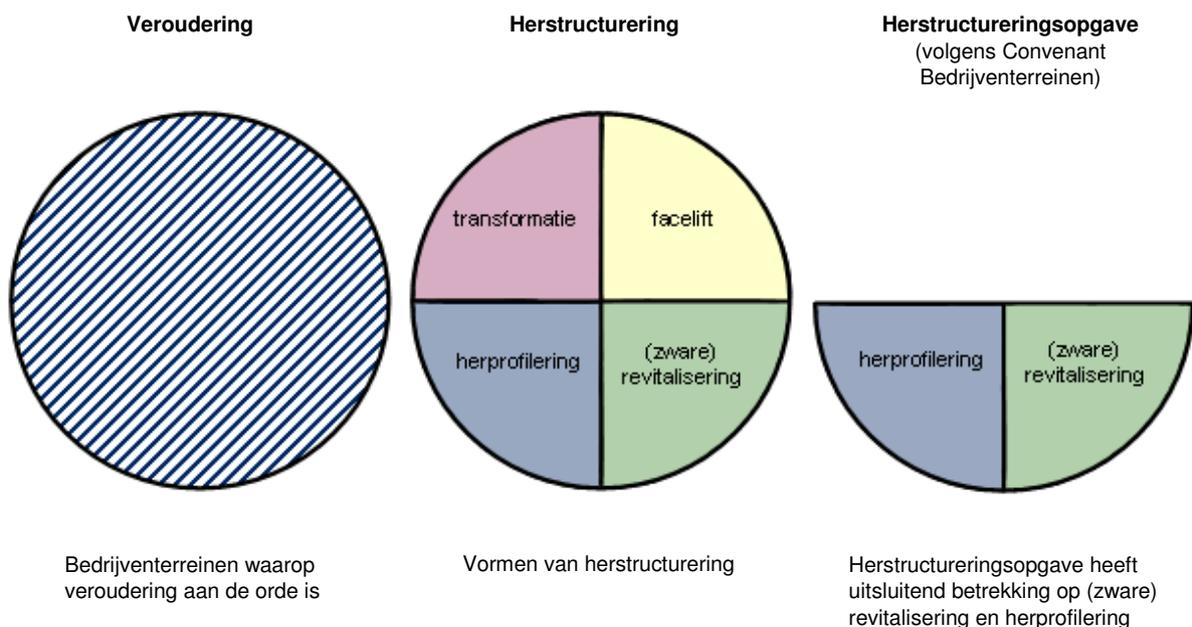 Veroudering
Herstructurering
Herstructureringsopgave
(volgens Convenant
Bedrijventerreinen)
transformatie
facelift
herprofilering
(zware)
revitalisering
herprofilering
(zware)
revitalisering
Bedrijventerreinen waarop
veroudering aan de orde is
Vormen van herstructurering
Herstructureringsopgave heeft
uitsluitend betrekking op (zware)
revitalisering en herprofilering